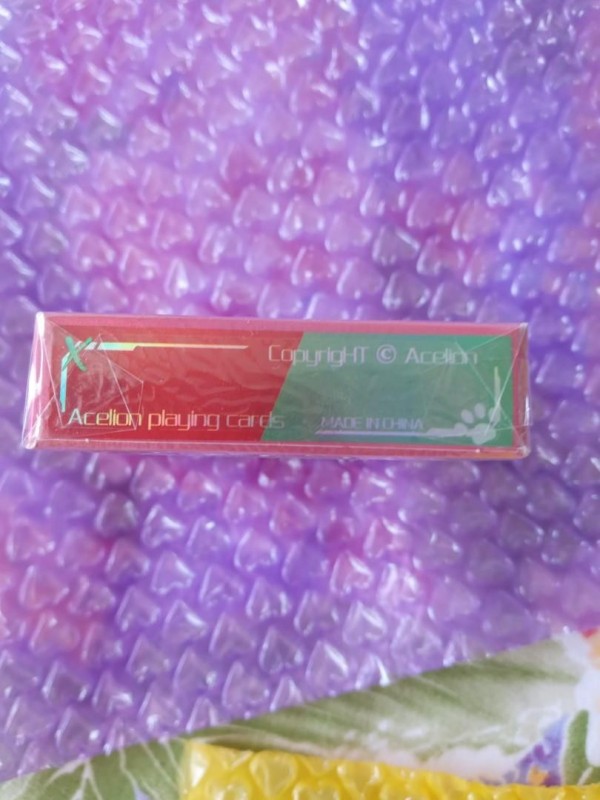 X
CopyrigHT © Acelion
Acelion playing cards
MADE IN CHINA